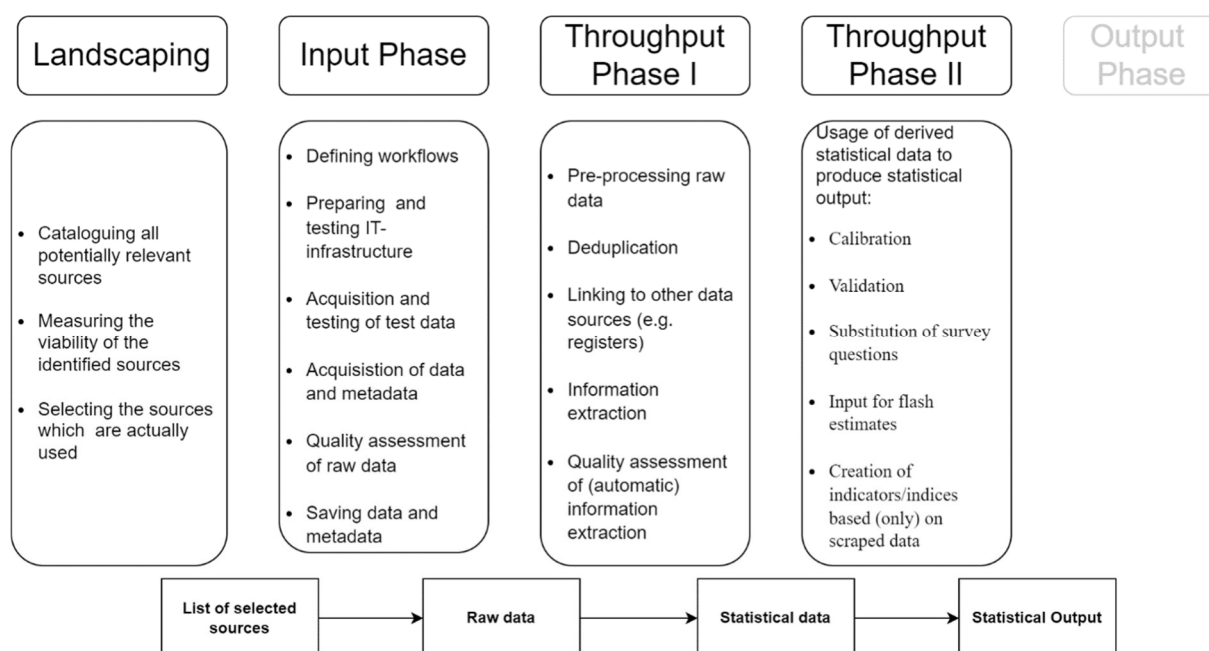 Landscaping
Input Phase
Throughput
Phase I
Throughput
Phase II
Output
Phase
• Cataloguing all
potentially relevant
sources
• Measuring the
viability of the
identified sources
• Selecting the sources
which are actually
used
• Defining workflows
• Preparing and
testing IT-
infrastructure
• Acquisition and
testing of test data
• Acquisistion of data
and metadata
• Quality assessment
of raw data
• Saving data and
metadata
• Pre-processing raw
data
• Deduplication
• Linking to other data
sources (e.g.
registers)
• Information
extraction
• Quality assessment
of (automatic)
information
extraction
Usage of derived
statistical data to
produce statistical
output:
• Calibration
• Validation
• Substitution of survey
questions
• Input for flash
estimates
• Creation of
indicators/indices
based (only) on
scraped data
List of selected
sources
Raw data
Statistical data
Statistical Output